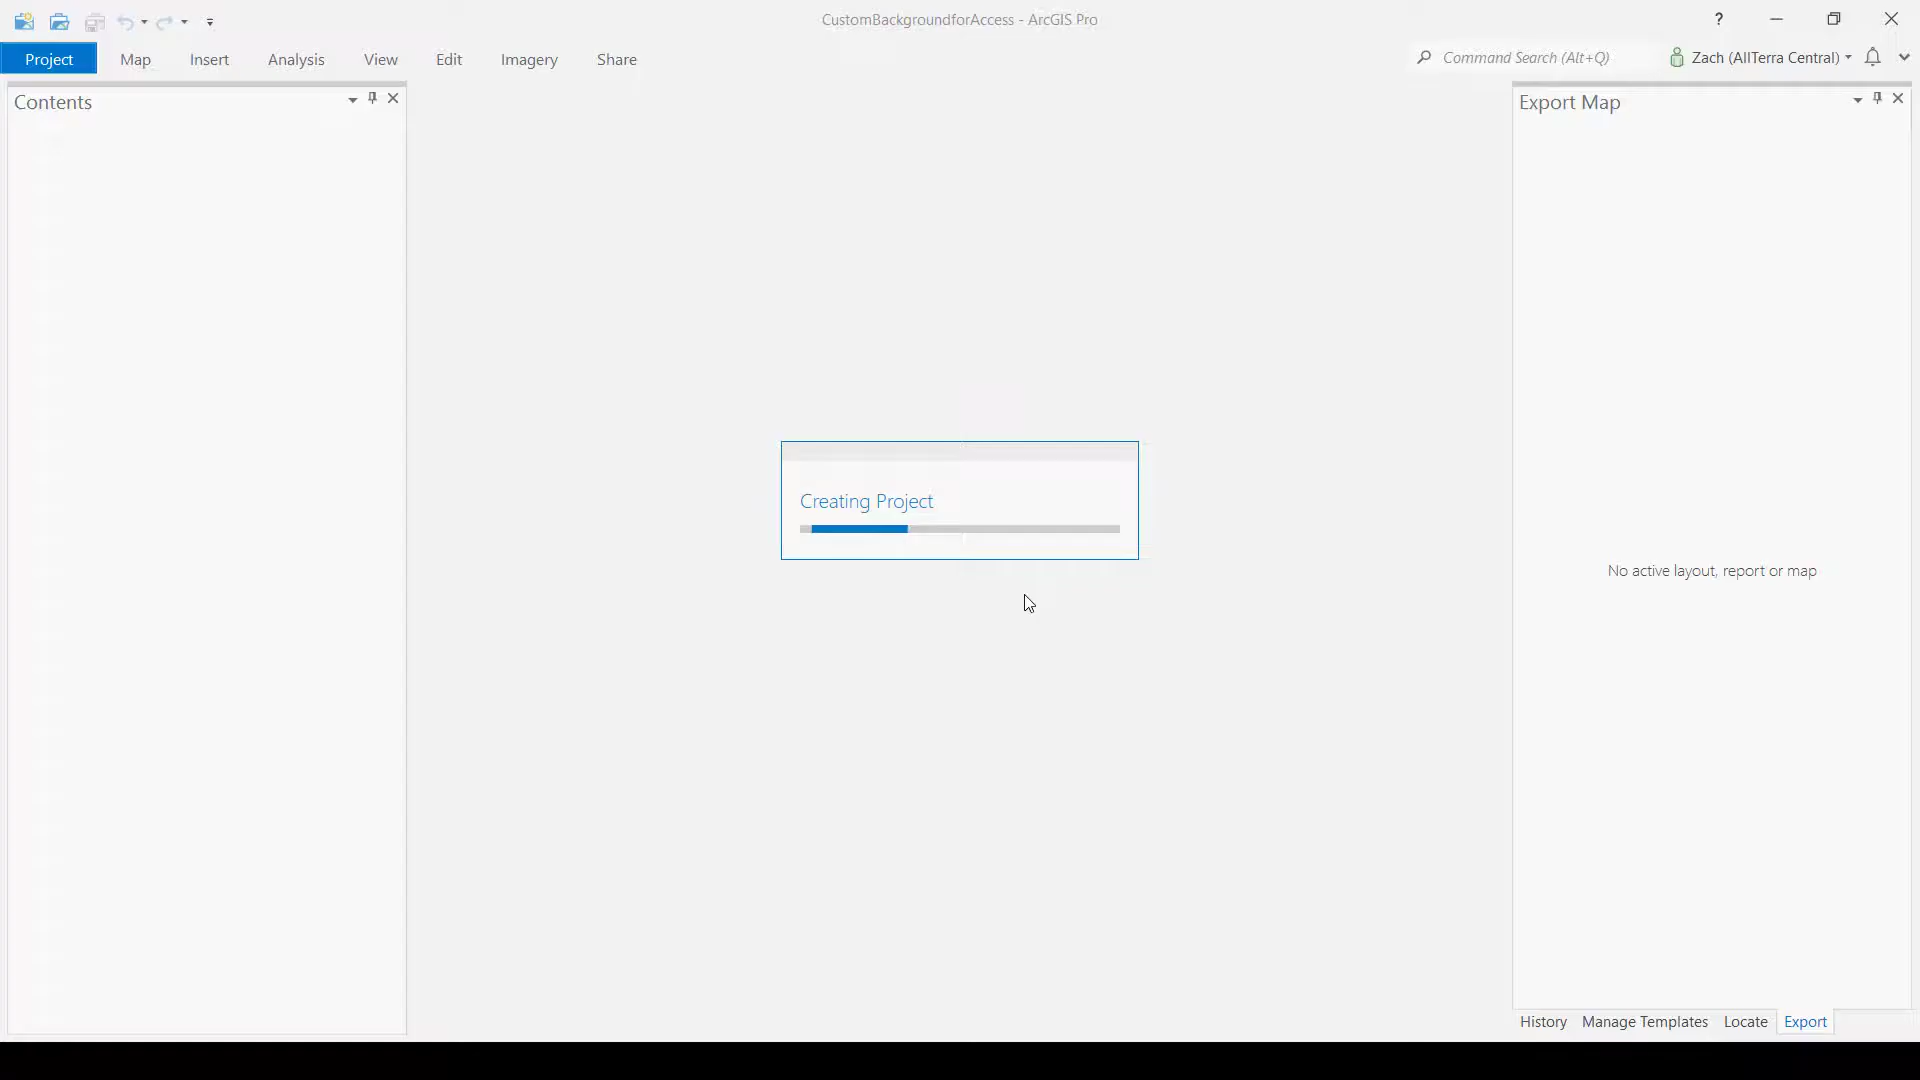 CustomBackgroundforAccess - ArcGIS Pro
?
Project Map Insert Analysis View Edit Imagery Share
Command Search (Alt+Q)
Zach (AllTerra Central)
Contents
Export Map
Creating Project
No active layout, report or map
History Manage Templates Locate Export